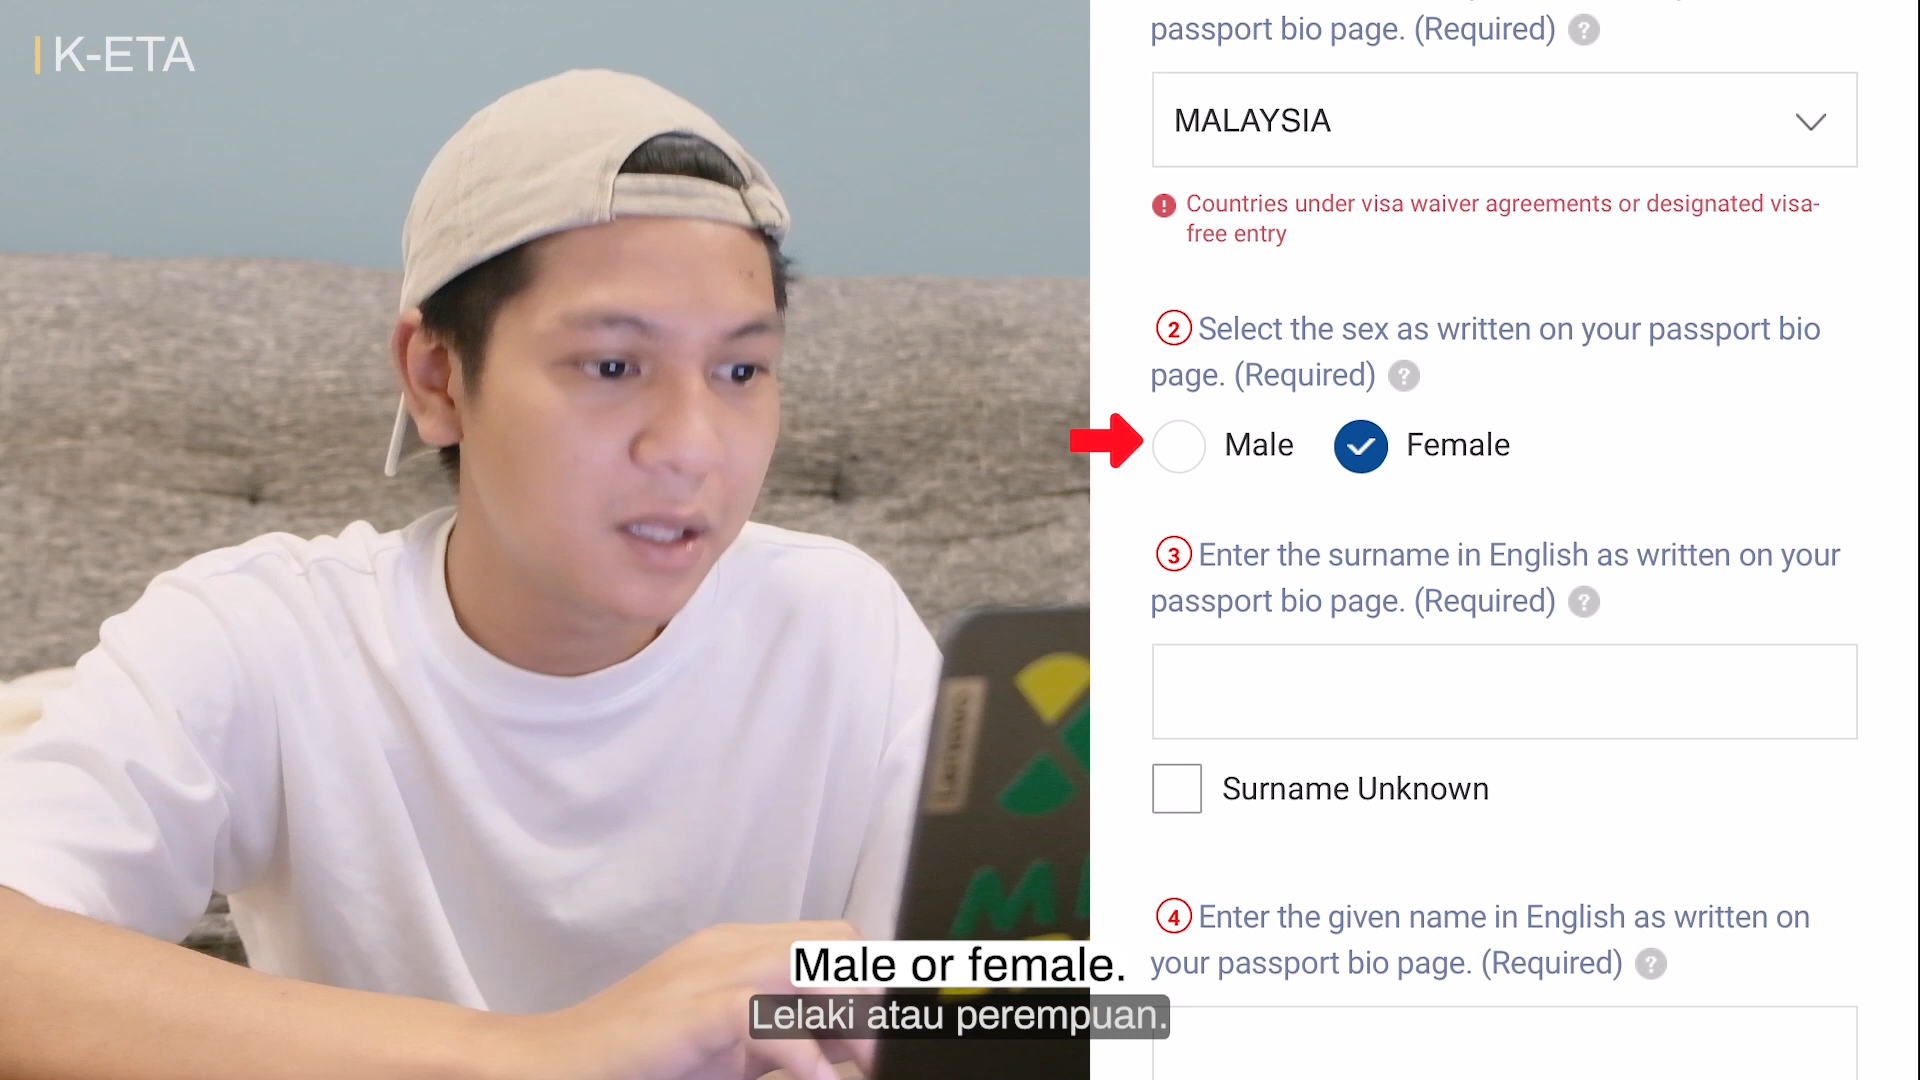 K-ETA
passport bio page. (Required) ?
MALAYSIA
Countries under visa waiver agreements or designated visa-
free entry
2 Select the sex as written on your passport bio
page. (Required) ?
Male Female
3 Enter the surname in English as written on your
passport bio page. (Required) ?
Surname Unknown
4 Enter the given name in English as written on
your passport bio page. (Required) ?
Lenovo
Male or female.
Lelaki atau perempuan.